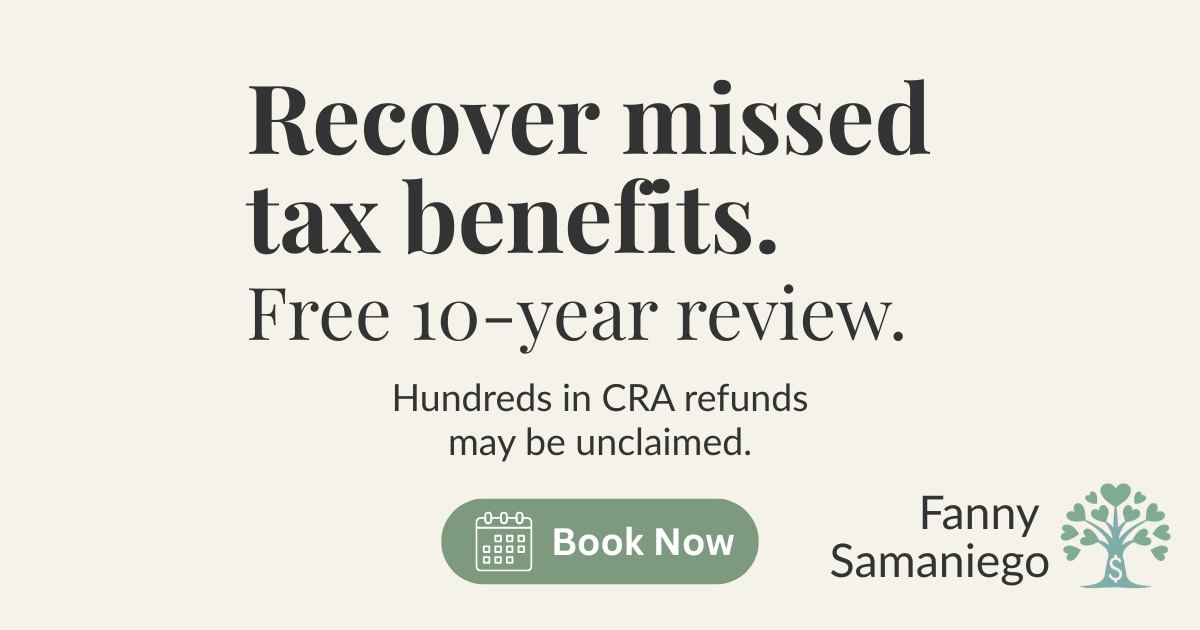 Recover missed
tax benefits.
Free 10-year review.
Hundreds in CRA refunds
may be unclaimed.
Book Now
Fanny
Samaniego
$